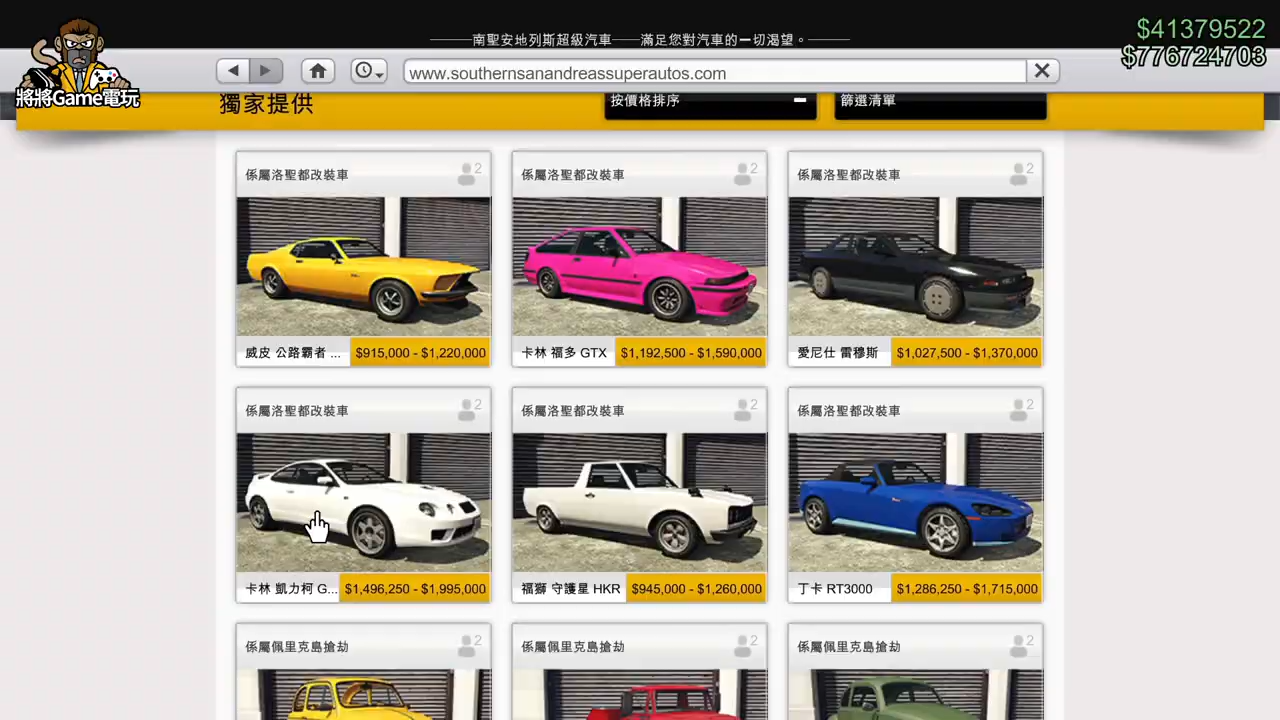 南聖安地列斯超級汽車——滿足您對汽車的一切渴望。
$41379522
$776724703
將將Game電玩
www.southernsanandreassuperautos.com
獨家提供
按價格排序
篩選清單
係屬洛聖都改裝車 2
係屬洛聖都改裝車 2
係屬洛聖都改裝車 2
威皮 公路霸者 ... $915,000 - $1,220,000
卡林 福多 GTX $1,192,500 - $1,590,000
愛尼仕 雷穆斯 $1,027,500 - $1,370,000
係屬洛聖都改裝車 2
係屬洛聖都改裝車 2
係屬洛聖都改裝車 2
卡林 凱力柯 G... $1,496,250 - $1,995,000
福獅 守護星 HKR $945,000 - $1,260,000
丁卡 RT3000 $1,286,250 - $1,715,000
係屬佩里克島搶劫 2
係屬佩里克島搶劫 2
係屬佩里克島搶劫 2